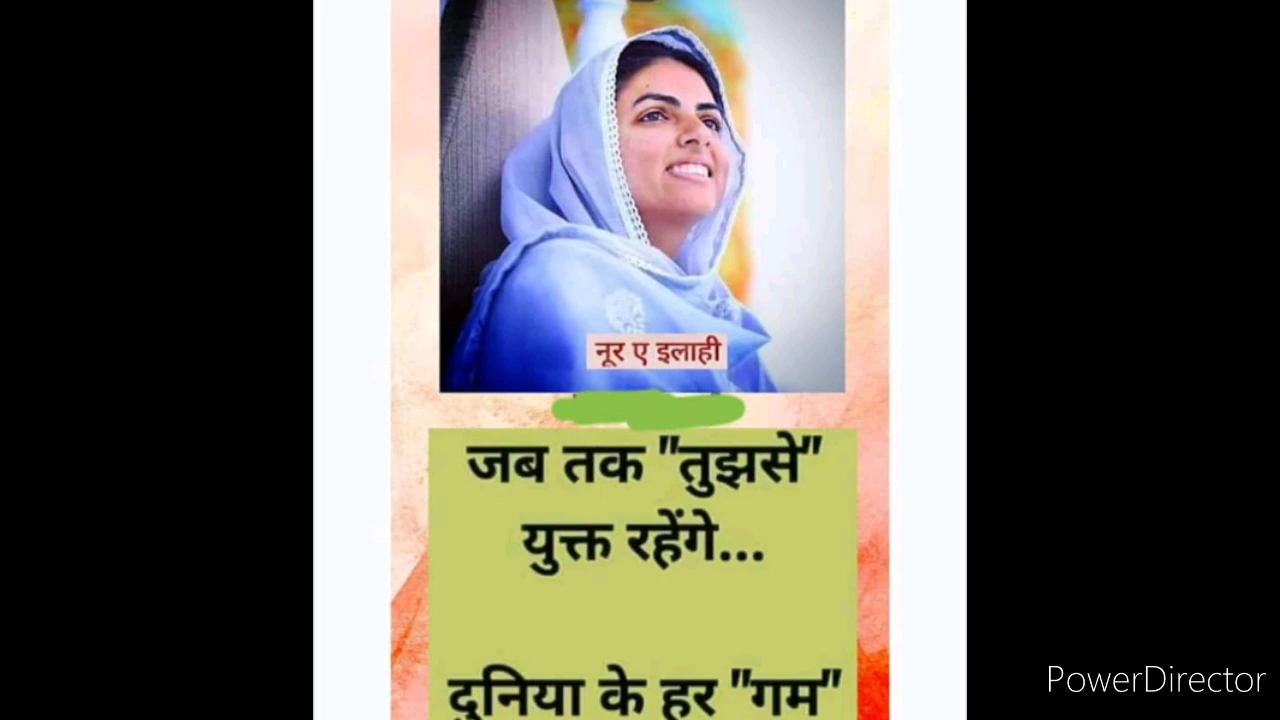 नूर ए इलाही
जब तक "तुझसे"
युक्त रहेंगे...
दुनिया के हर "गम"
PowerDirector